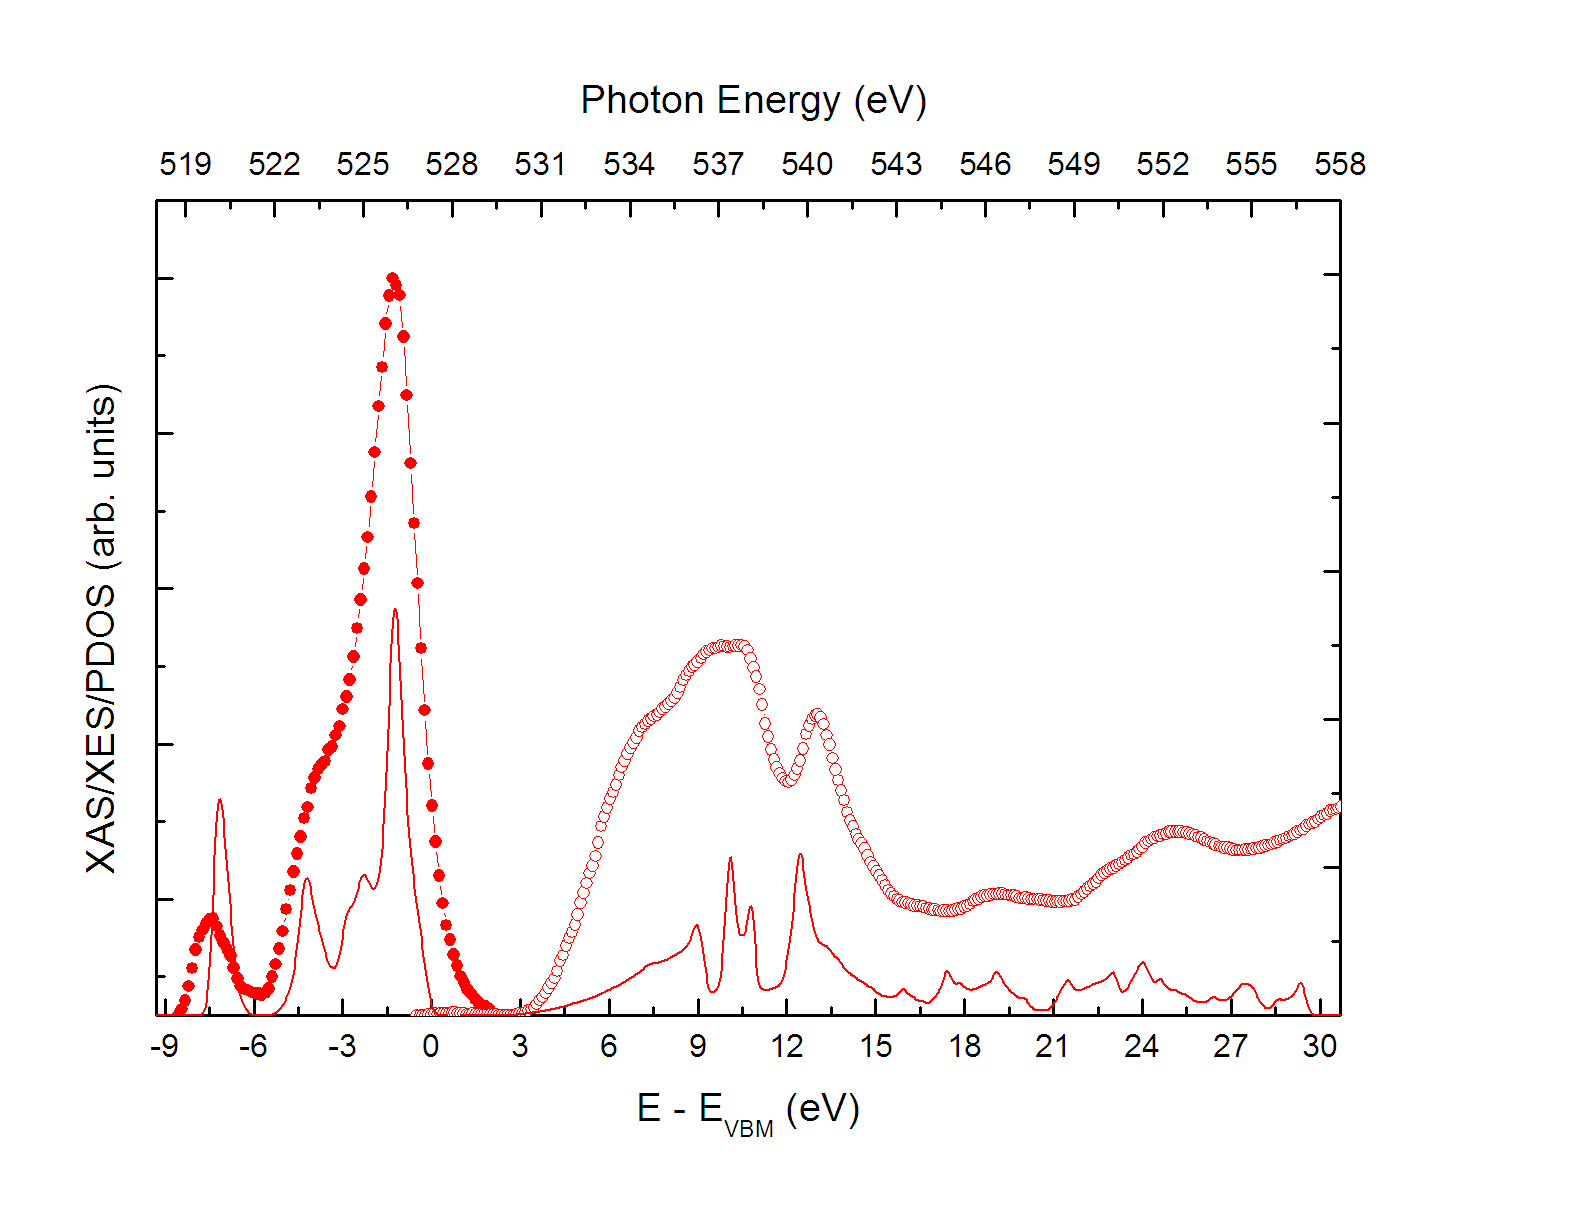 Photon Energy (eV)
519 522 525 528 531 534 537 540 543 546 549 552 555 558
XAS/XES/PDOS (arb. units)
-9 -6 -3 0 3 6 9 12 15 18 21 24 27 30
E - E_VBM (eV)